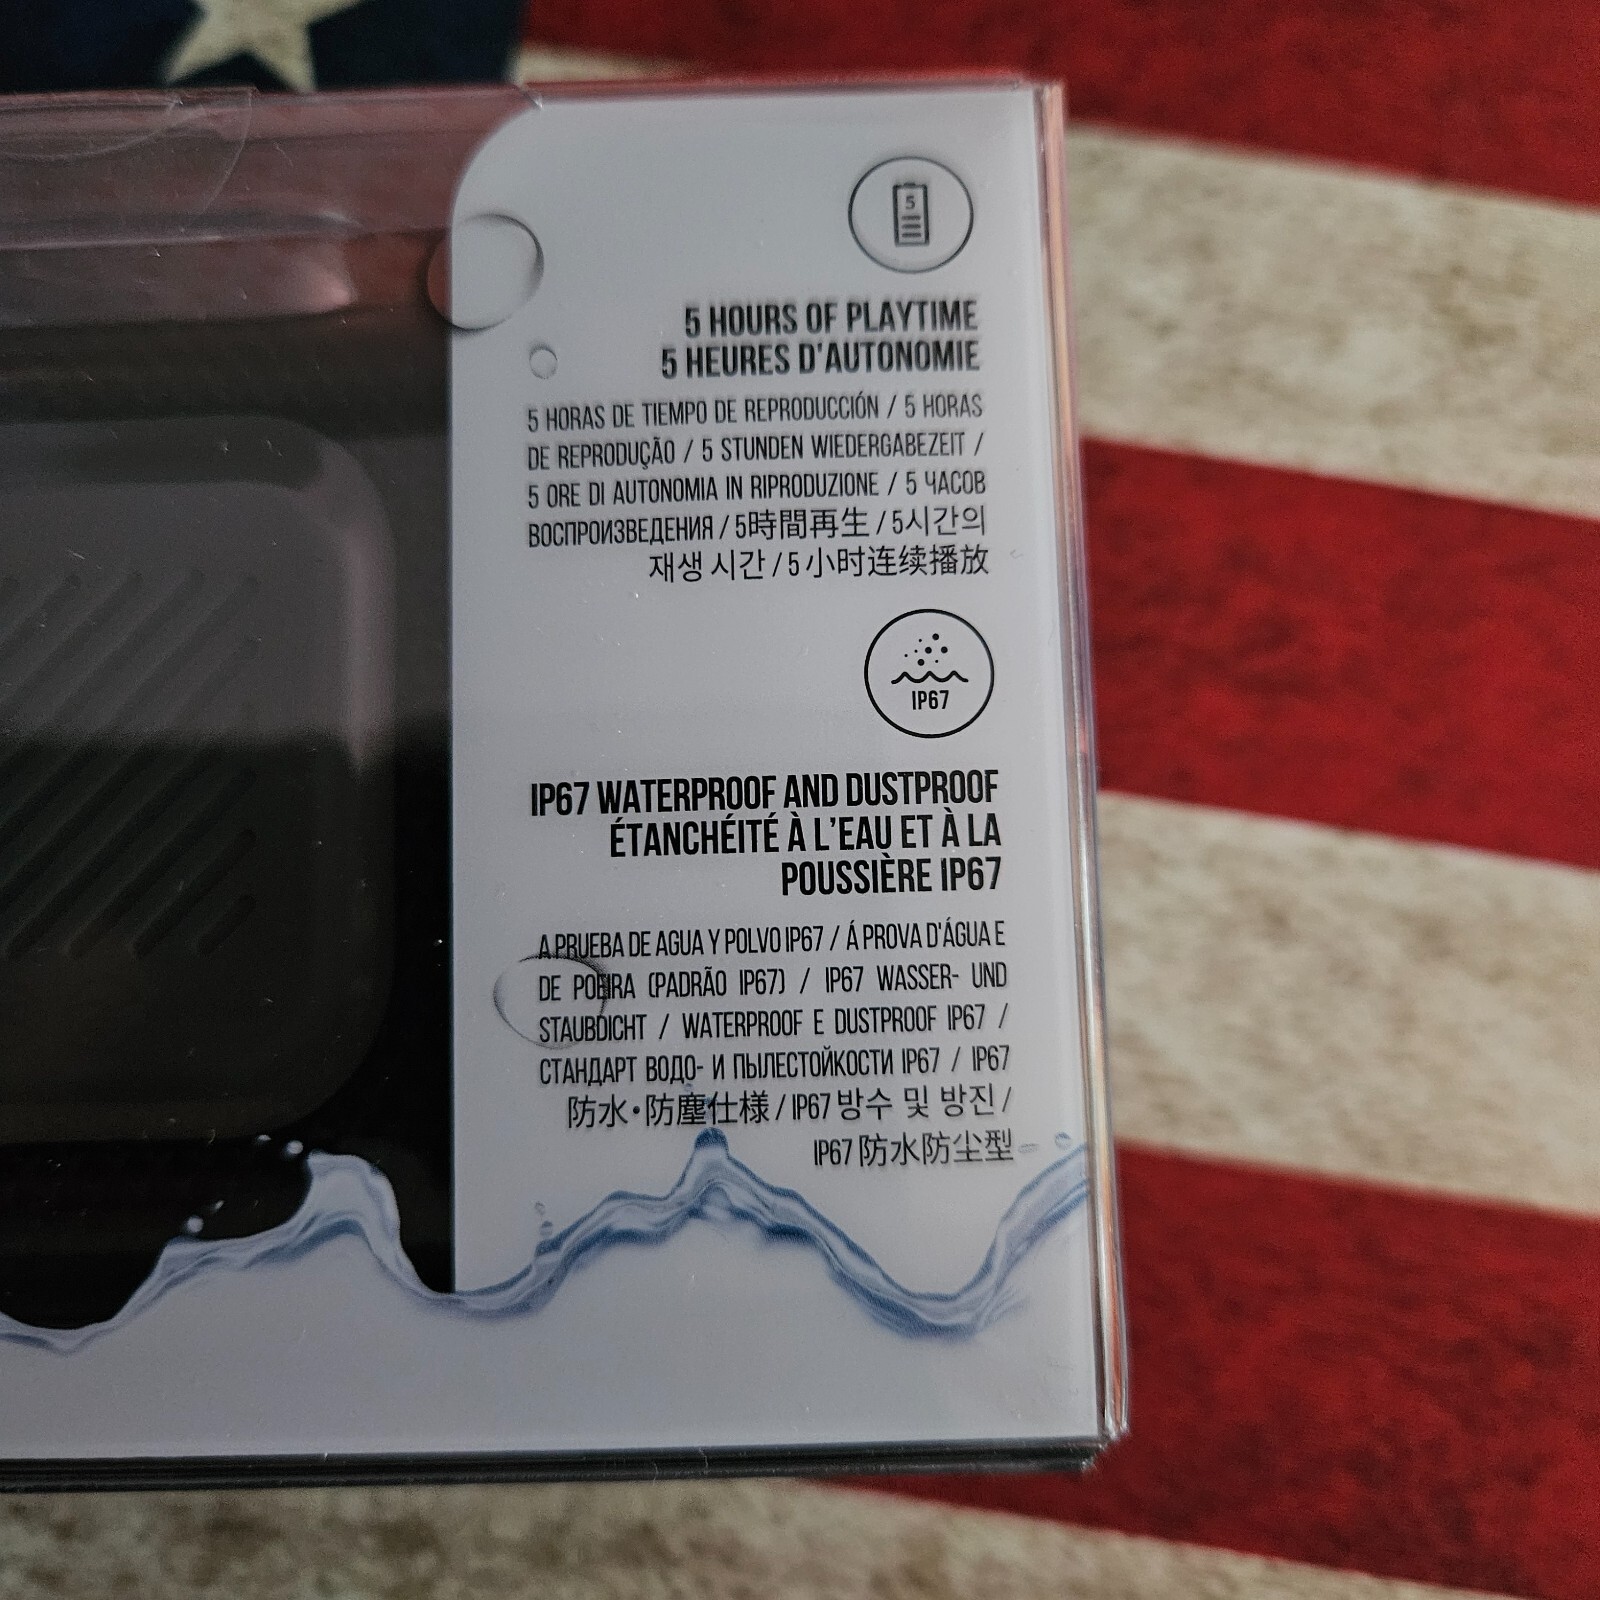 5
5 HOURS OF PLAYTIME
5 HEURES D'AUTONOMIE
5 HORAS DE TIEMPO DE REPRODUCCIÓN / 5 HORAS
DE REPRODUÇÃO / 5 STUNDEN WIEDERGABEZEIT /
5 ORE DI AUTONOMIA IN RIPRODUZIONE / 5 ЧАСОВ
ВОСПРОИЗВЕДЕНИЯ / 5時間再生 / 5시간의
재생 시간 / 5 小时连续播放
IP67
IP67 WATERPROOF AND DUSTPROOF
ÉTANCHÉITÉ À L'EAU ET À LA
POUSSIÈRE IP67
A PRUEBA DE AGUA Y POLVO IP67 / Á PROVA D'ÁGUA E
DE POEIRA (PADRÃO IP67) / IP67 WASSER- UND
STAUBDICHT / WATERPROOF E DUSTPROOF IP67 /
СТАНДАРТ ВОДО- И ПЫЛЕСТОЙКОСТИ IP67 / IP67
防水・防塵仕様 / IP67 방수 및 방진 /
IP67 防水防尘型